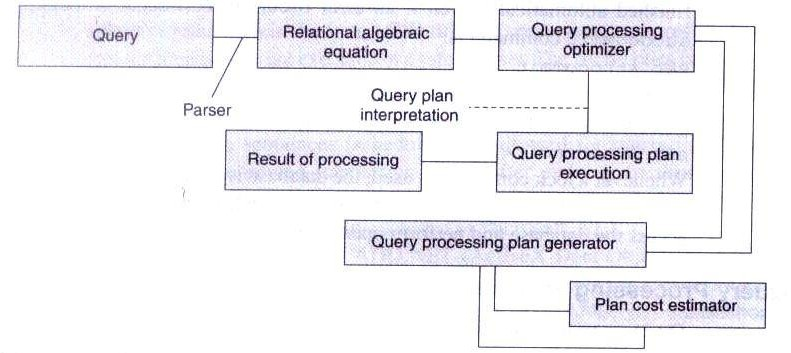 Query
Relational algebraic
equation
Query processing
optimizer
Parser
Query plan
interpretation
Result of processing
Query processing plan
execution
Query processing plan generator
Plan cost estimator